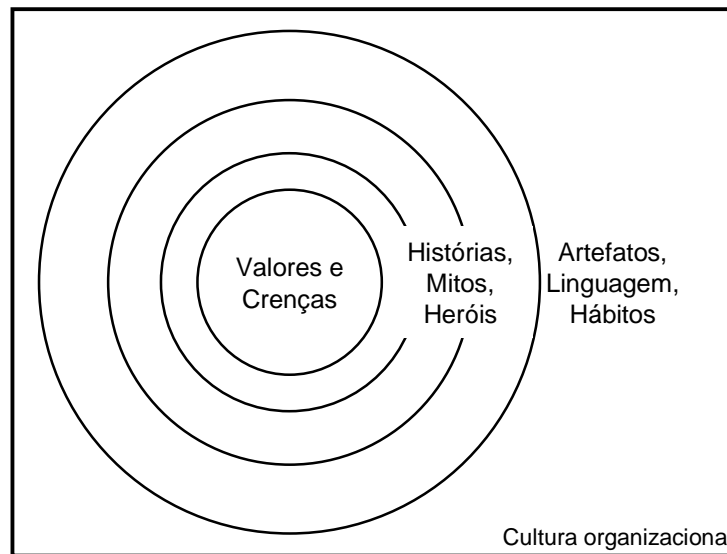 Valores e
Crenças
Histórias,
Mitos,
Heróis
Artefatos,
Linguagem,
Hábitos
Cultura organizaciona